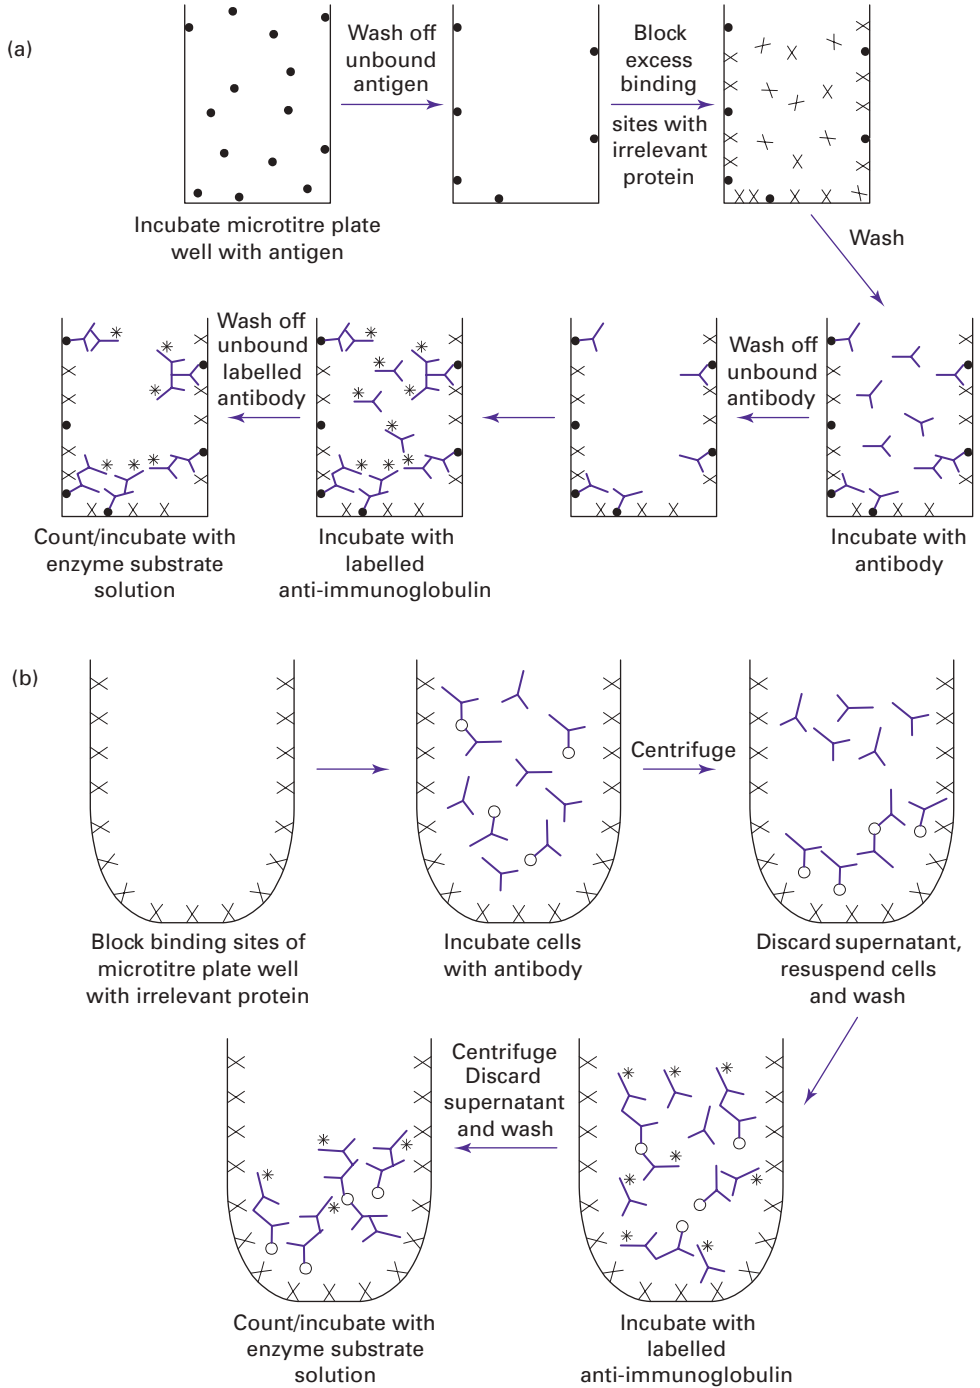 (a)
Wash off
unbound
antigen
Block
excess
binding
sites with
irrelevant
protein
Incubate microtitre plate
well with antigen
Wash
Wash off
unbound
antibody
Incubate with
antibody
Wash off
unbound
labelled
antibody
Incubate with
labelled
anti-immunoglobulin
Count/incubate with
enzyme substrate
solution
(b)
Block binding sites of
microtitre plate well
with irrelevant protein
Incubate cells
with antibody
Centrifuge
Discard supernatant,
resuspend cells
and wash
Incubate with
labelled
anti-immunoglobulin
Centrifuge
Discard
supernatant
and wash
Count/incubate with
enzyme substrate
solution